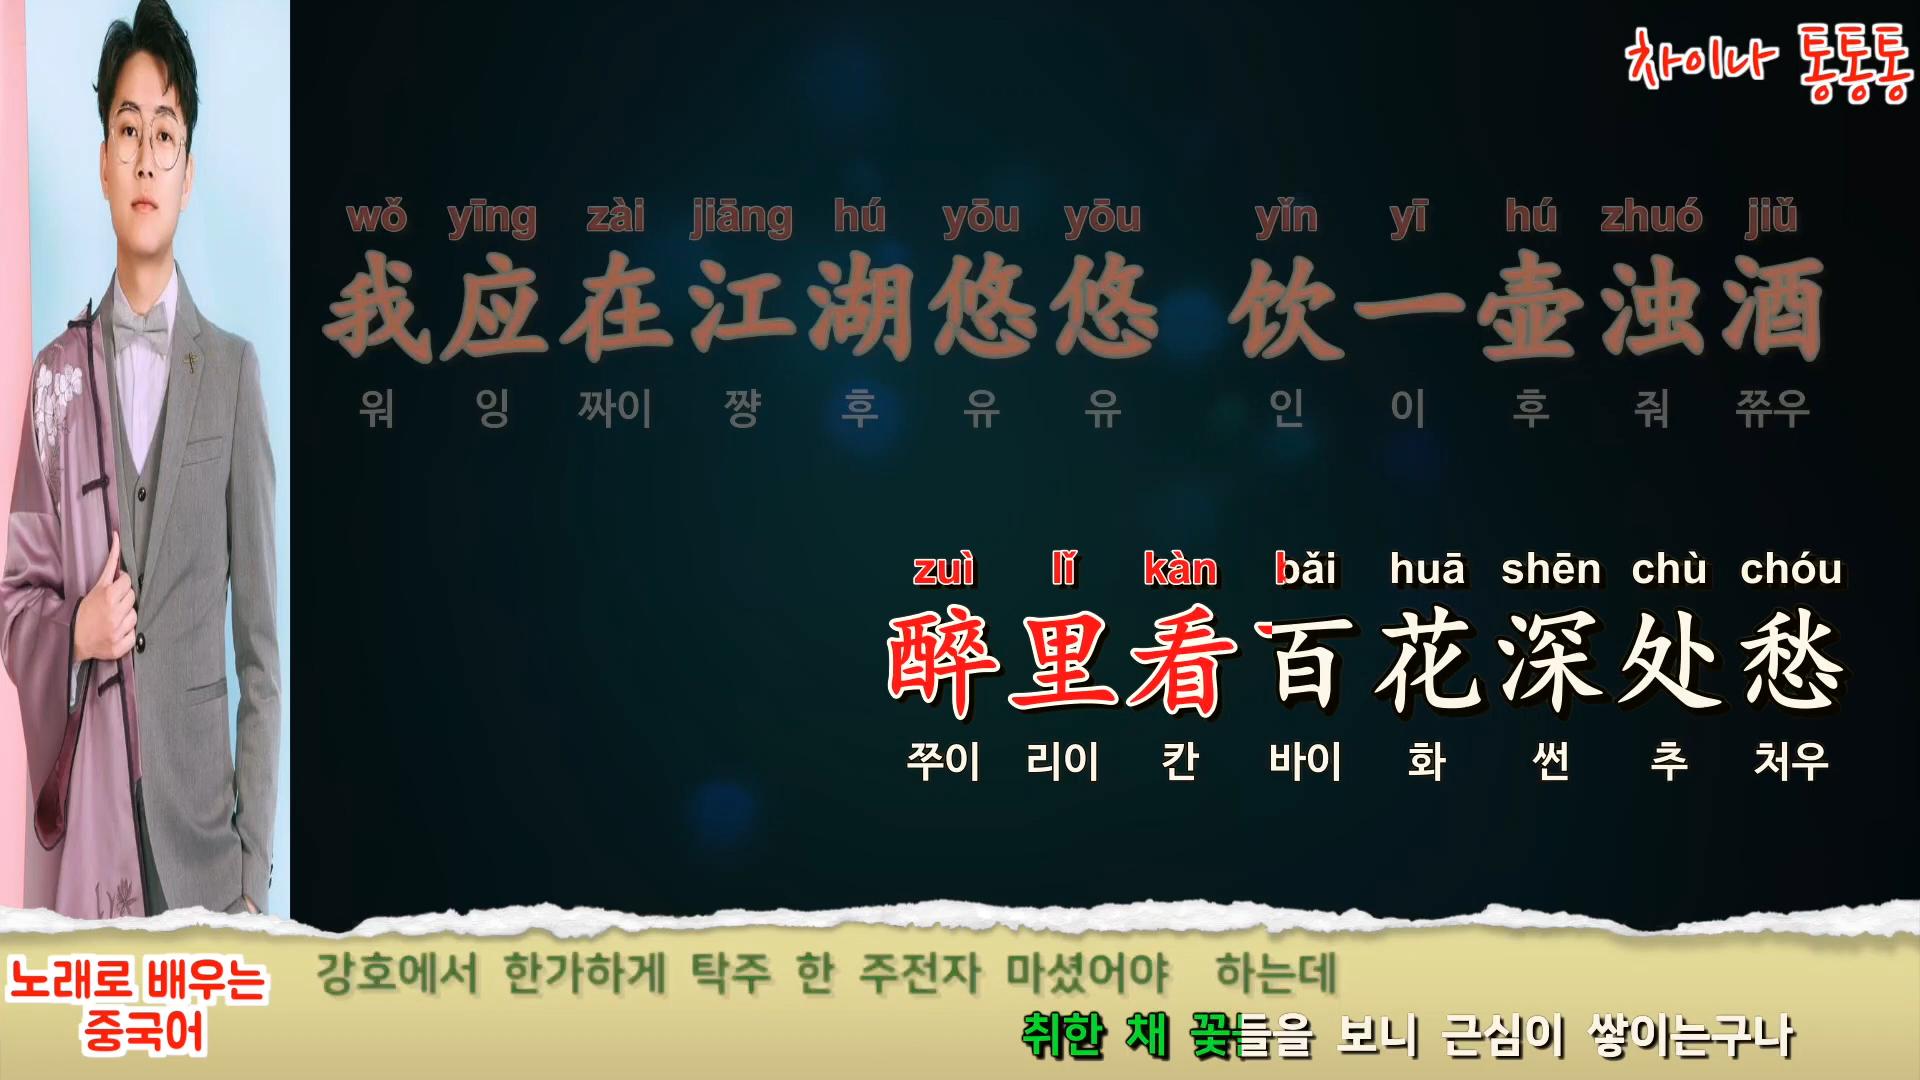 차이나 통통통
wǒ yīng zài jiāng hú yōu yōu yǐn yī hú zhuó jiǔ
我应在江湖悠悠 饮一壶浊酒
워 잉 짜이 쨩 후 유 유 인 이 후 줘 쮸우
zuì lǐ kàn bǎi huā shēn chù chóu
醉里看百花深处愁
쭈이 리이 칸 바이 화 썬 추 처우
노래로 배우는
중국어
강호에서 한가하게 탁주 한 주전자 마셨어야 하는데
취한 채 꽃들을 보니 근심이 쌓이는구나